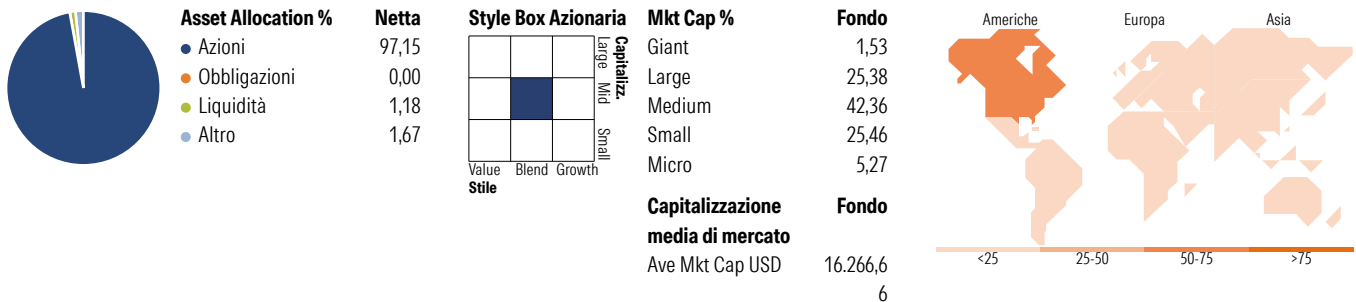 Asset Allocation % Netta
Azioni 97,15
Obbligazioni 0,00
Liquidità 1,18
Altro 1,67
Style Box Azionaria
Large
Mid
Small
Capitalizz.
Value Blend Growth
Stile
Mkt Cap % Fondo
Giant 1,53
Large 25,38
Medium 42,36
Small 25,46
Micro 5,27
Capitalizzazione Fondo
media di mercato
Ave Mkt Cap USD 16.266,6
6
Americhe Europa Asia
<25 25-50 50-75 >75